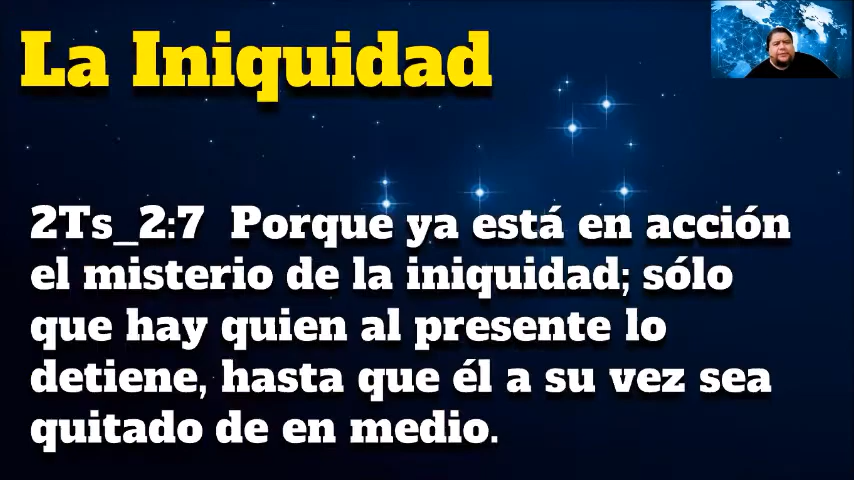 La Iniquidad
2Ts_2:7 Porque ya está en acción
el misterio de la iniquidad; sólo
que hay quien al presente lo
detiene, hasta que él a su vez sea
quitado de en medio.